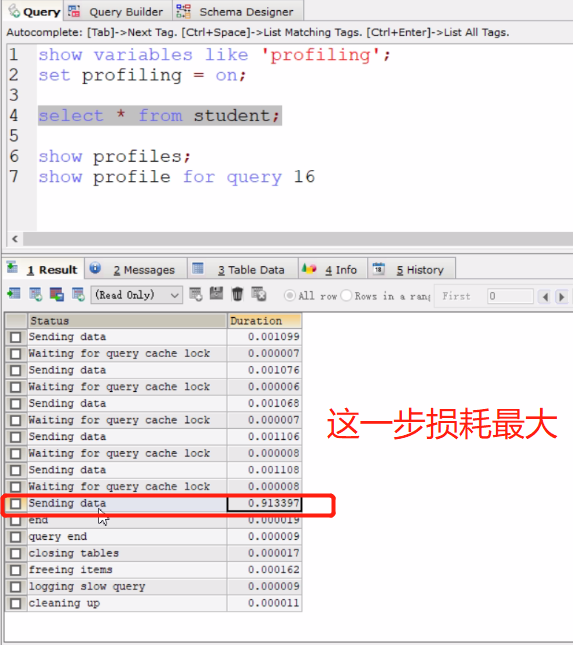 Query Query Builder Schema Designer
Autocomplete: [Tab]->Next Tag. [Ctrl+Space]->List Matching Tags. [Ctrl+Enter]->List All Tags.
1 show variables like 'profiling';
2 set profiling = on;
3
4 select * from student;
5
6 show profiles;
7 show profile for query 16
1 Result 2 Messages 3 Table Data 4 Info 5 History
(Read Only) All row Rows in a rang First 0
Status Duration
Sending data 0.001099
Waiting for query cache lock 0.000007
Sending data 0.001076
Waiting for query cache lock 0.000006
Sending data 0.001068
Waiting for query cache lock 0.000007
Sending data 0.001106
Waiting for query cache lock 0.000008
Sending data 0.001108
Waiting for query cache lock 0.000008
Sending data 0.913397
end 0.000019
query end 0.000009
closing tables 0.000017
freeing items 0.000162
logging slow query 0.000009
cleaning up 0.000011
这一步损耗最大